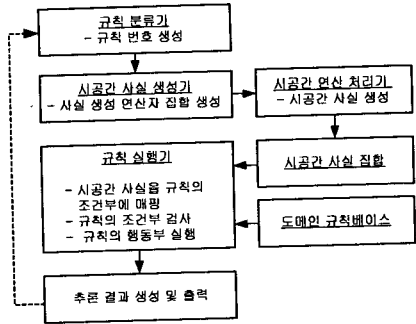 규칙 분류기
- 규칙 번호 생성
시공간 사실 생성기
- 사실 생성 연산자 집합 생성
시공간 연산 처리기
- 시공간 사실 생성
시공간 사실 집합
규칙 실행기
- 시공간 사실을 규칙의
조건부에 매핑
- 규칙의 조건부 검사
- 규칙의 행동부 실행
도메인 규칙베이스
추론 결과 생성 및 출력